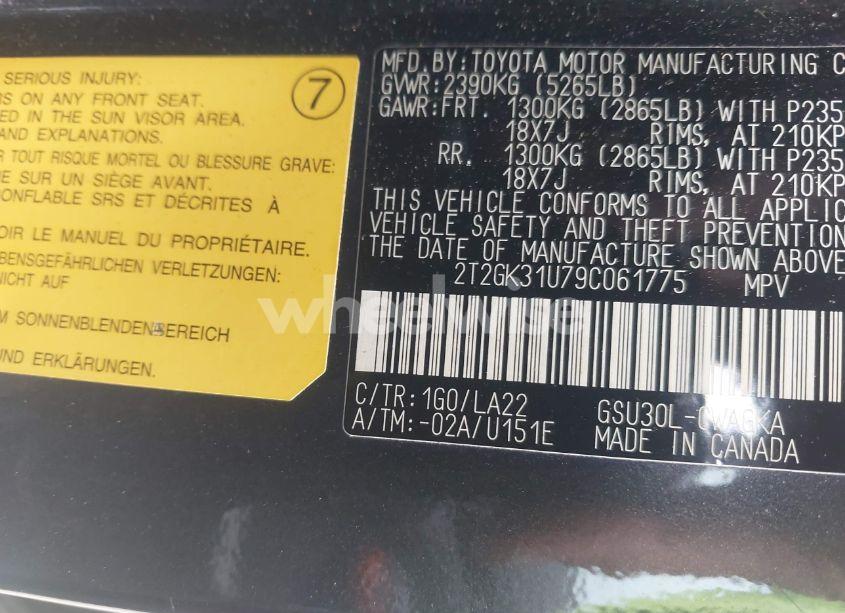 SERIOUS INJURY:
RS ON ANY FRONT SEAT.
ED IN THE SUN VISOR AREA.
AND EXPLANATIONS.
R TOUT RISQUE MORTEL OU BLESSURE GRAVE:
E SUR UN SIÈGE AVANT.
ONFLABLE SRS ET DÉCRITES À
OIR LE MANUEL DU PROPRIÉTAIRE.
BENSGEFÄHRLICHEN VERLETZUNGEN:
NICHT AUF
M SONNENBLENDENBEREICH
UND ERKLÄRUNGEN.
7
MFD.BY:TOYOTA MOTOR MANUFACTURING C
GVWR:2390KG (5265LB)
GAWR:FRT. 1300KG (2865LB) WITH P235
18X7J RIMS, AT 210KP
RR. 1300KG (2865LB) WITH P235
18X7J RIMS, AT 210KP
THIS VEHICLE CONFORMS TO ALL APPLIC
VEHICLE SAFETY AND THEFT PREVENTION
THE DATE OF MANUFACTURE SHOWN ABOVE
2T2GK31U79C061775 MPV
C/TR:1G0/LA22 GSU30L-CWAGKA
A/TM:-02A/U151E MADE IN CANADA
wheelwise